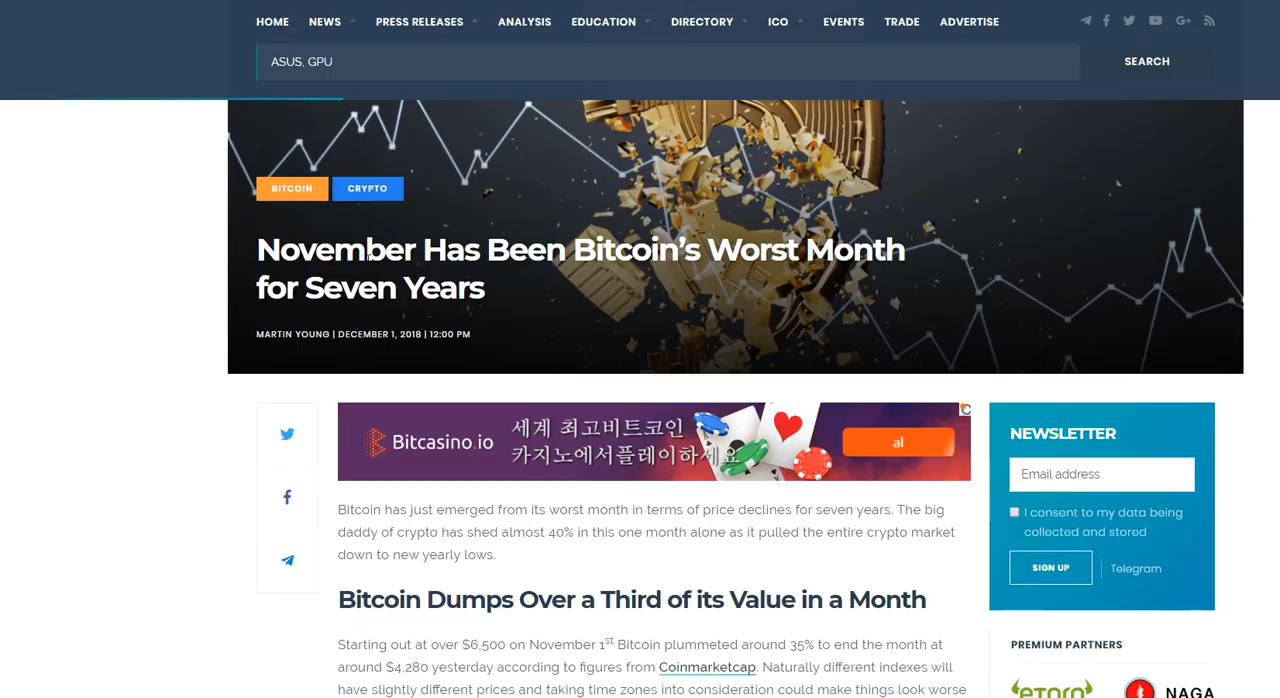 HOME NEWS PRESS RELEASES ANALYSIS EDUCATION DIRECTORY ICO EVENTS TRADE ADVERTISE
ASUS, GPU
SEARCH
BITCOIN CRYPTO
November Has Been Bitcoin's Worst Month
for Seven Years
MARTIN YOUNG | DECEMBER 1, 2018 | 12:00 PM
Bitcasino.io
세계 최고비트코인
카지노에서플레이하세요
al
Bitcoin has just emerged from its worst month in terms of price declines for seven years. The big
daddy of crypto has shed almost 40% in this one month alone as it pulled the entire crypto market
down to new yearly lows.
Bitcoin Dumps Over a Third of its Value in a Month
Starting out at over $6,500 on November 1st Bitcoin plummeted around 35% to end the month at
around $4,280 yesterday according to figures from Coinmarketcap. Naturally different indexes will
have slightly different prices and taking time zones into consideration could make things look worse
NEWSLETTER
Email address
I consent to my data being
collected and stored
SIGN UP Telegram
PREMIUM PARTNERS
eToro NAGA